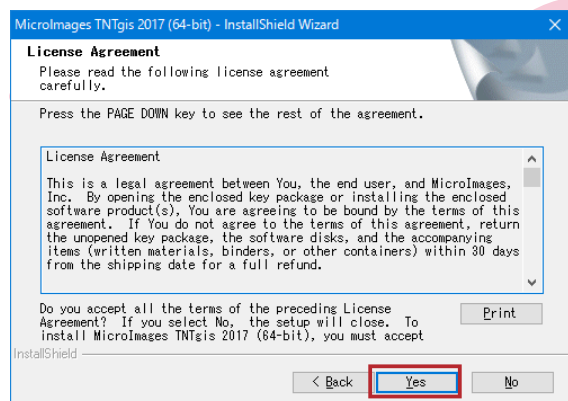 MicroImages TNTgis 2017 (64-bit) - InstallShield Wizard
License Agreement
Please read the following license agreement
carefully.
Press the PAGE DOWN key to see the rest of the agreement.
License Agreement
This is a legal agreement between You, the end user, and MicroImages,
Inc.  By opening the enclosed key package or installing the enclosed
software product(s), You are agreeing to be bound by the terms of this
agreement.  If You do not agree to the terms of this agreement, return
the unopened key package, the software disks, and the accompanying
items (written materials, binders, or other containers) within 30 days
from the shipping date for a full refund.
Do you accept all the terms of the preceding License
Agreement?  If you select No,  the setup will close.  To
install MicroImages TNTgis 2017 (64-bit), you must accept
Print
InstallShield
< Back
Yes
No